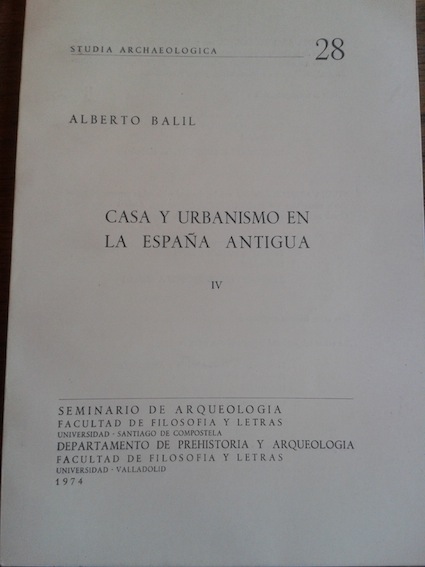 STUDIA ARCHAEOLOGICA 28
ALBERTO BALIL
CASA Y URBANISMO EN
LA ESPAÑA ANTIGUA
IV
SEMINARIO DE ARQUEOLOGIA
FACULTAD DE FILOSOFIA Y LETRAS
UNIVERSIDAD - SANTIAGO DE COMPOSTELA
DEPARTAMENTO DE PREHISTORIA Y ARQUEOLOGIA
FACULTAD DE FILOSOFIA Y LETRAS
UNIVERSIDAD - VALLADOLID
1974